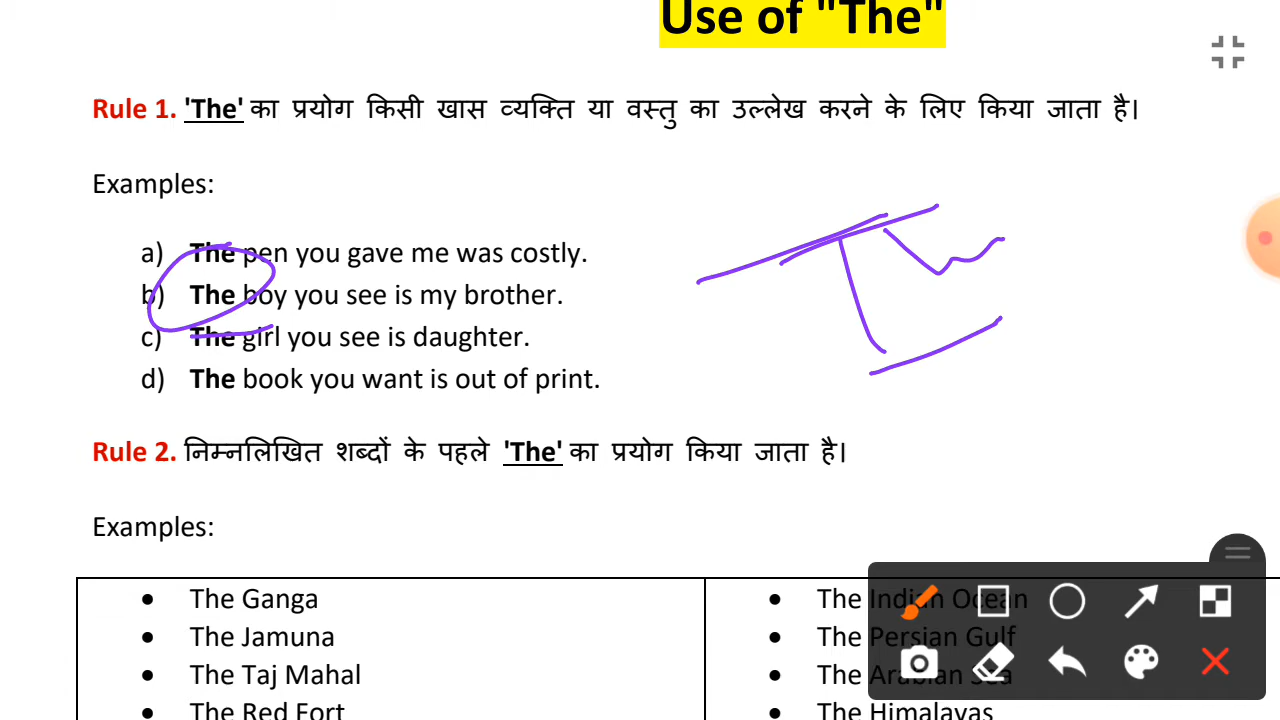 Use of "The"
Rule 1. 'The' का प्रयोग किसी खास व्यक्ति या वस्तु का उल्लेख करने के लिए किया जाता है।
Examples:
a) The pen you gave me was costly.
b) The boy you see is my brother.
c) The girl you see is daughter.
d) The book you want is out of print.
Rule 2. निम्नलिखित शब्दों के पहले 'The' का प्रयोग किया जाता है।
Examples:
• The Ganga
• The Jamuna
• The Taj Mahal
• The Red Fort
• The Indian Ocean
• The Persian Gulf
• The Arabian Sea
• The Himalayas